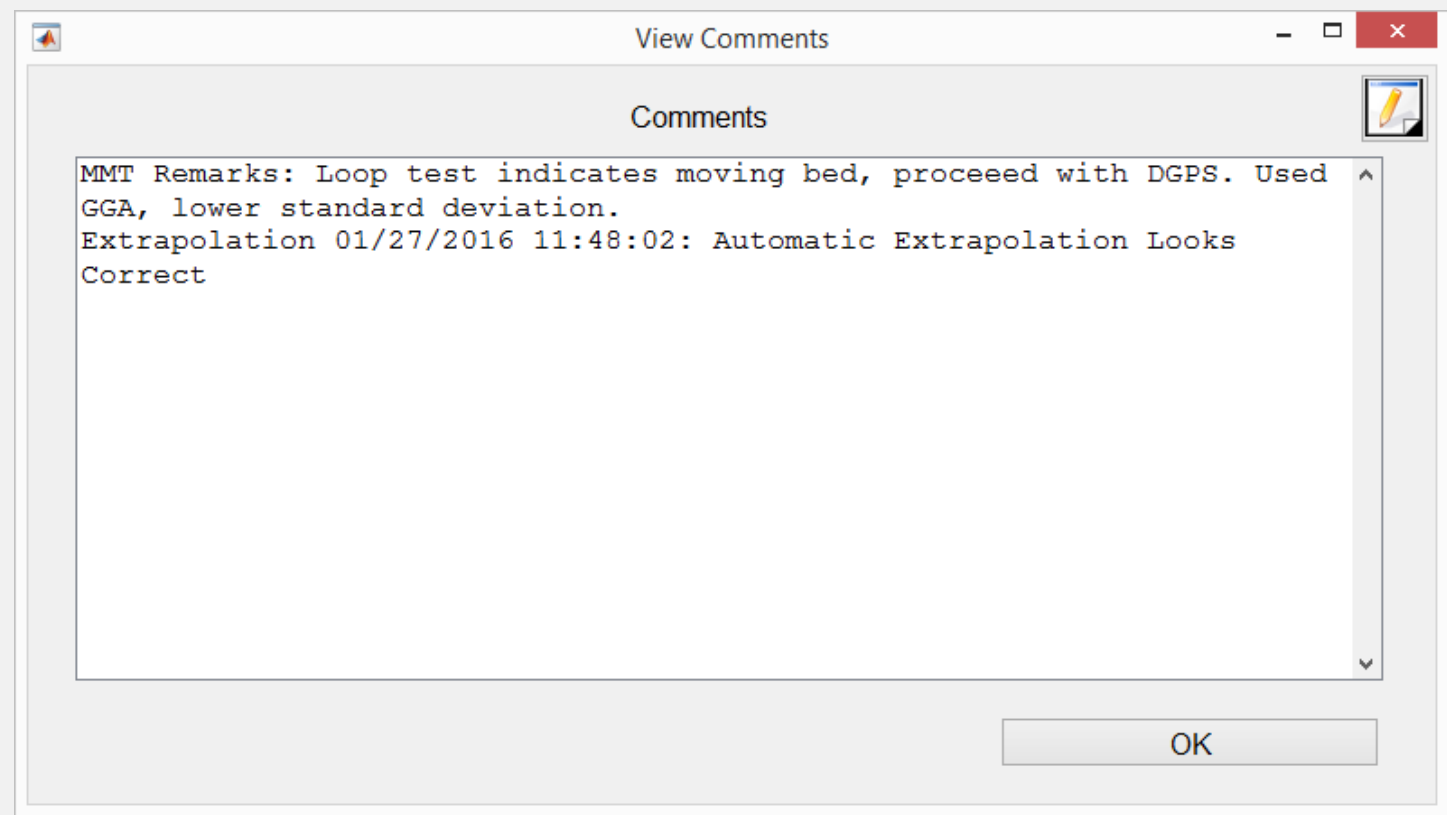 View Comments
Comments
MMT Remarks: Loop test indicates moving bed, proceeed with DGPS. Used
GGA, lower standard deviation.
Extrapolation 01/27/2016 11:48:02: Automatic Extrapolation Looks
Correct
OK